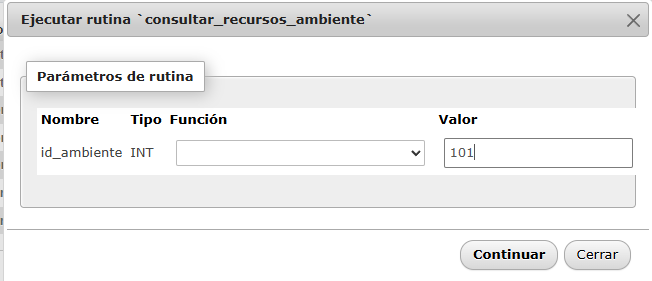 Ejecutar rutina `consultar_recursos_ambiente`
Parámetros de rutina
Nombre Tipo Función Valor
id_ambiente INT 101
Continuar Cerrar